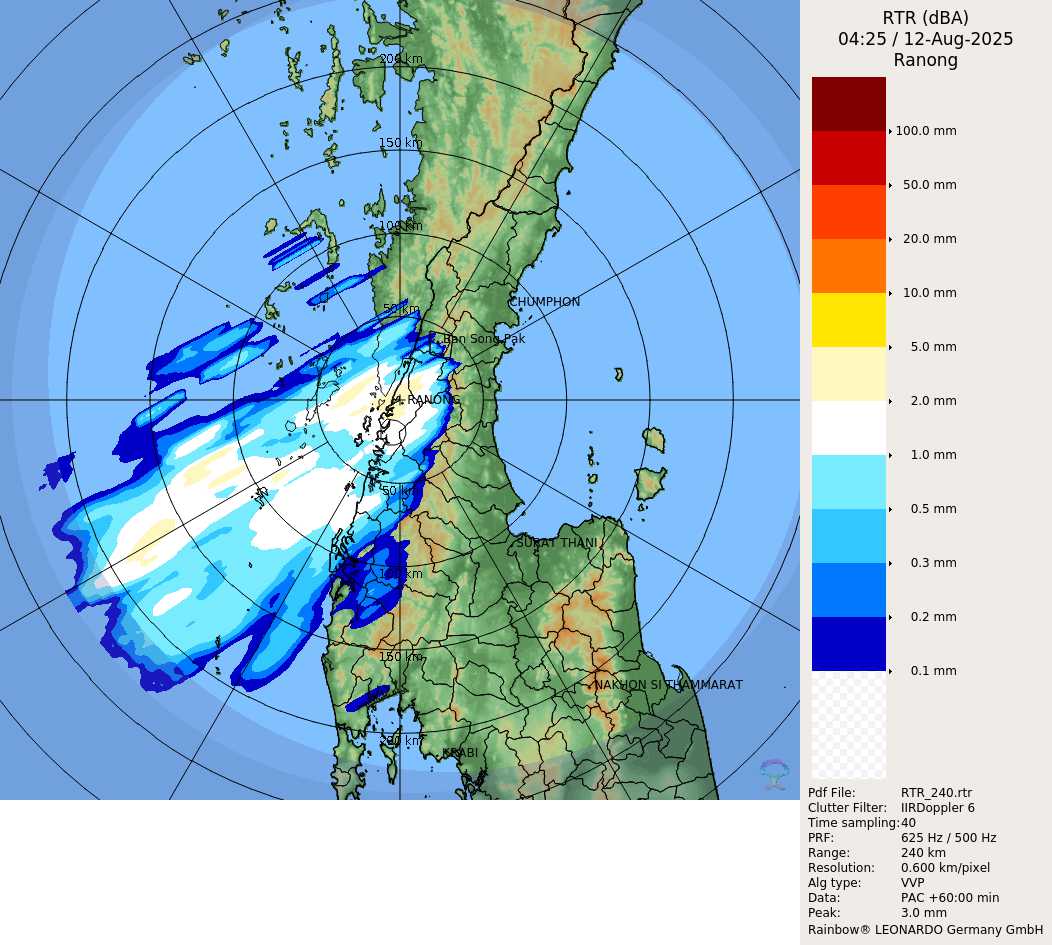 RTR (dBA)
04:25 / 12-Aug-2025
Ranong
200 km
150 km
100 km
50 km
CHUMPHON
Ban Song Pak
RANONG
50 km
SURAT THANI
100 km
150 km
NAKHON SI THAMMARAT
200 km
KRABI
100.0 mm
50.0 mm
20.0 mm
10.0 mm
5.0 mm
2.0 mm
1.0 mm
0.5 mm
0.3 mm
0.2 mm
0.1 mm
Pdf File: RTR_240.rtr
Clutter Filter: IIRDoppler 6
Time sampling: 40
PRF: 625 Hz / 500 Hz
Range: 240 km
Resolution: 0.600 km/pixel
Alg type: VVP
Data: PAC +60:00 min
Peak: 3.0 mm
Rainbow® LEONARDO Germany GmbH